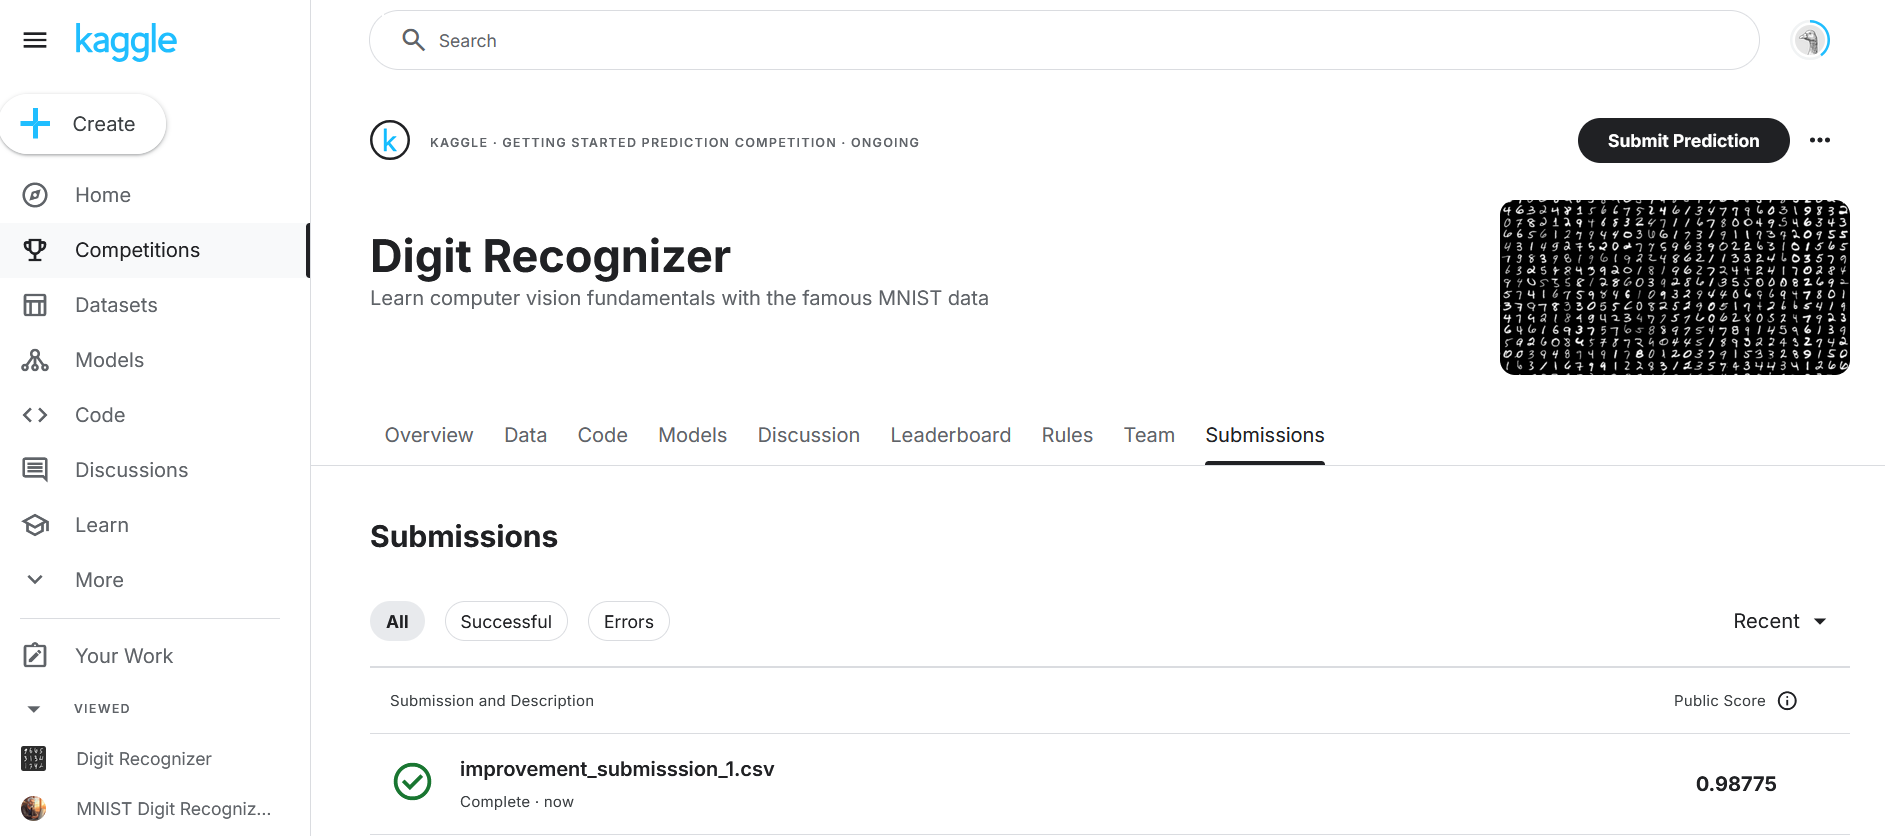 kaggle
Search
Create
Home
Competitions
Datasets
Models
Code
Discussions
Learn
More
Your Work
VIEWED
Digit Recognizer
MNIST Digit Recogniz...
k
KAGGLE · GETTING STARTED PREDICTION COMPETITION · ONGOING
Submit Prediction
Digit Recognizer
Learn computer vision fundamentals with the famous MNIST data
Overview Data Code Models Discussion Leaderboard Rules Team Submissions
Submissions
All Successful Errors
Recent
Submission and Description Public Score
improvement_submisssion_1.csv
Complete · now
0.98775